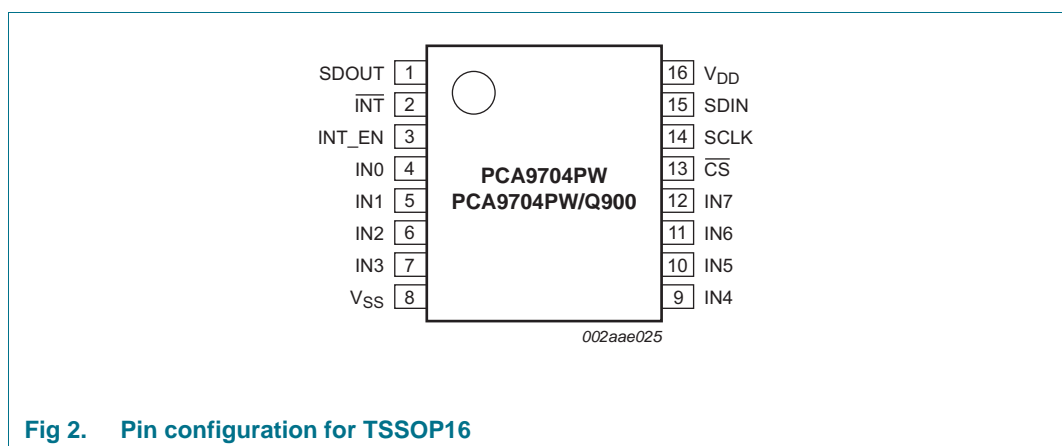 SDOUT 1 16 VDD
INT 2 15 SDIN
INT_EN 3 14 SCLK
IN0 4 13 CS
IN1 5 12 IN7
IN2 6 11 IN6
IN3 7 10 IN5
VSS 8 9 IN4
PCA9704PW
PCA9704PW/Q900
002aae025
Fig 2. Pin configuration for TSSOP16